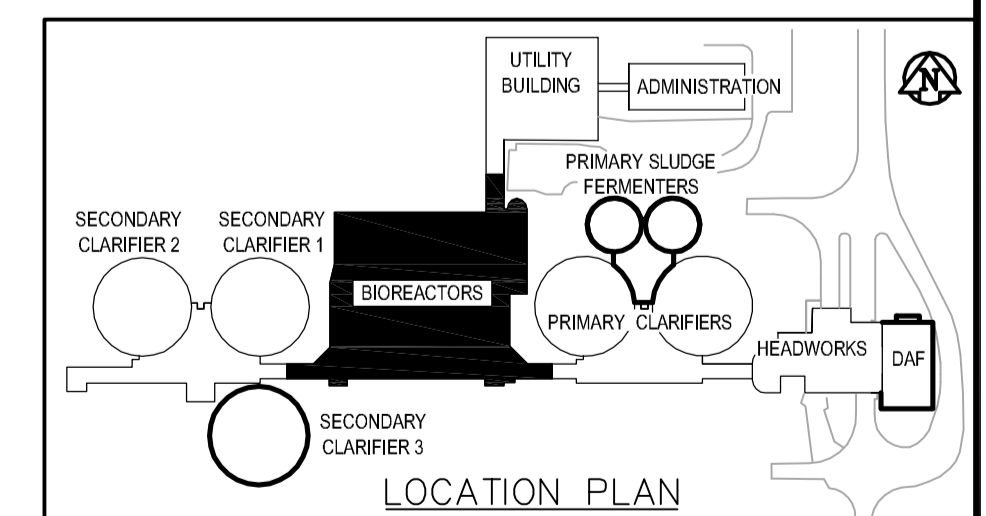 UTILITY
BUILDING
ADMINISTRATION
N
PRIMARY SLUDGE
FERMENTERS
SECONDARY
CLARIFIER 2
SECONDARY
CLARIFIER 1
BIOREACTORS
PRIMARY CLARIFIERS
HEADWORKS
DAF
SECONDARY
CLARIFIER 3
LOCATION PLAN